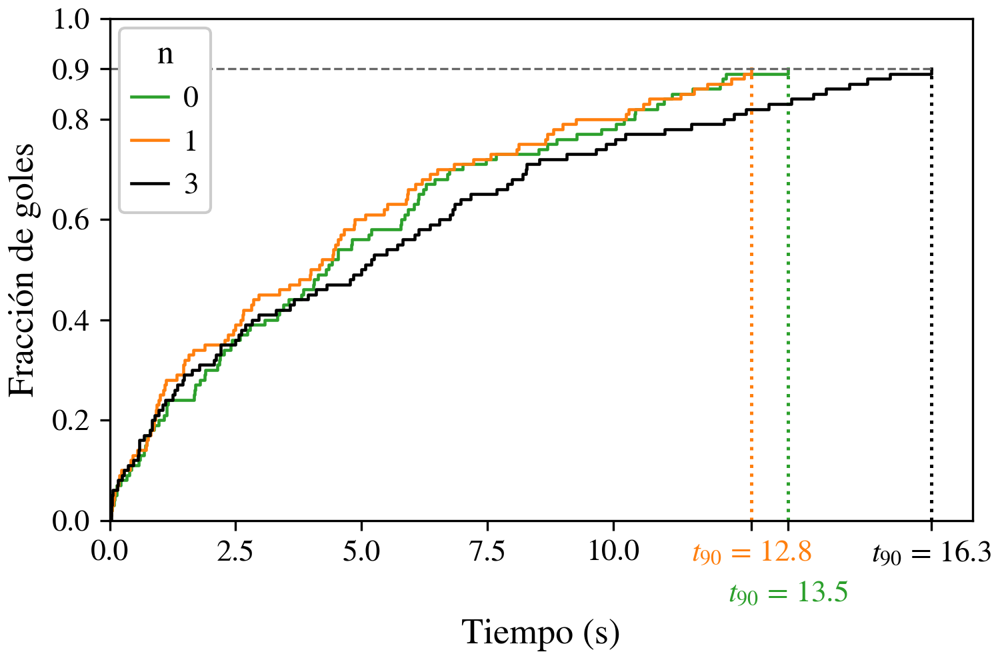 1.0
0.9
0.8
0.6
0.4
0.2
0.0
Fracción de goles
n
0
1
3
0.0 2.5 5.0 7.5 10.0 t90 = 12.8 t90 = 16.3
t90 = 13.5
Tiempo (s)